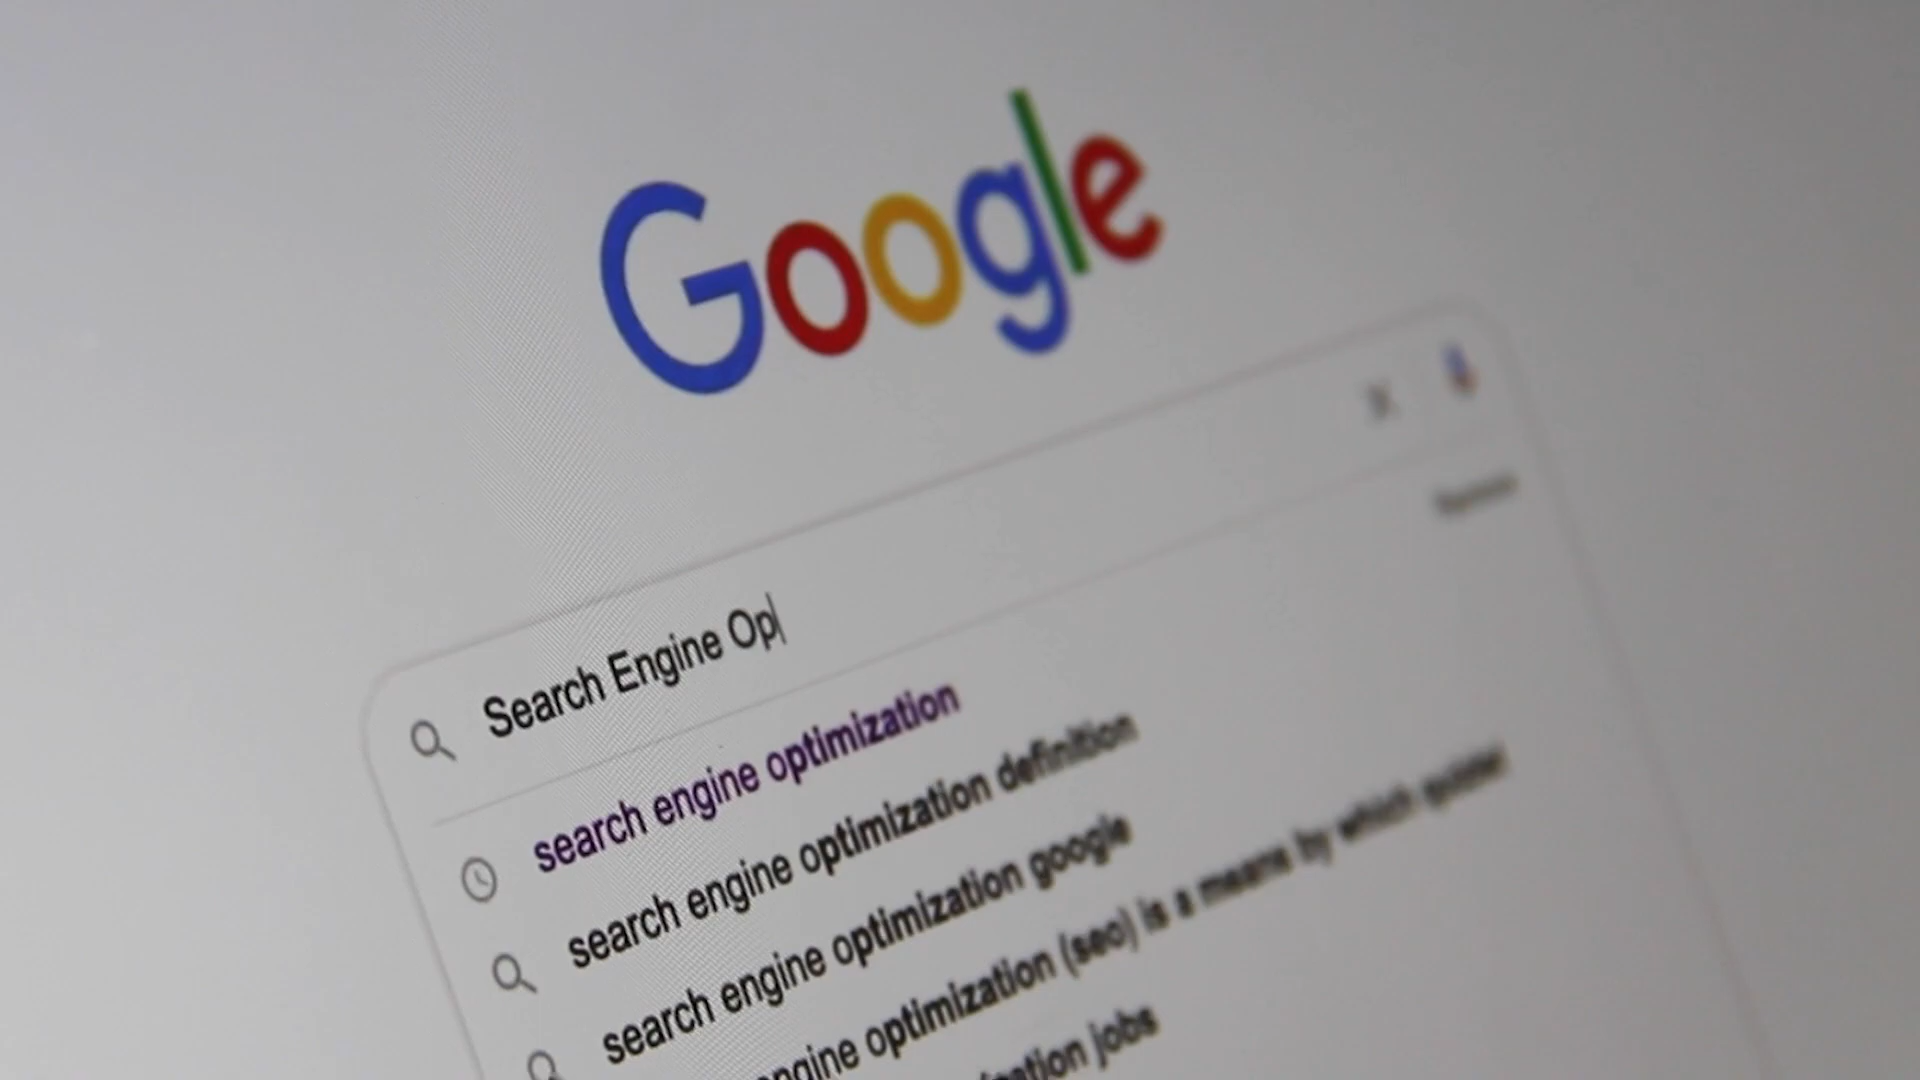 Google
Search Engine Op
search engine optimization
search engine optimization definition
search engine optimization google
engine optimization (seo) is a means by which
jobs